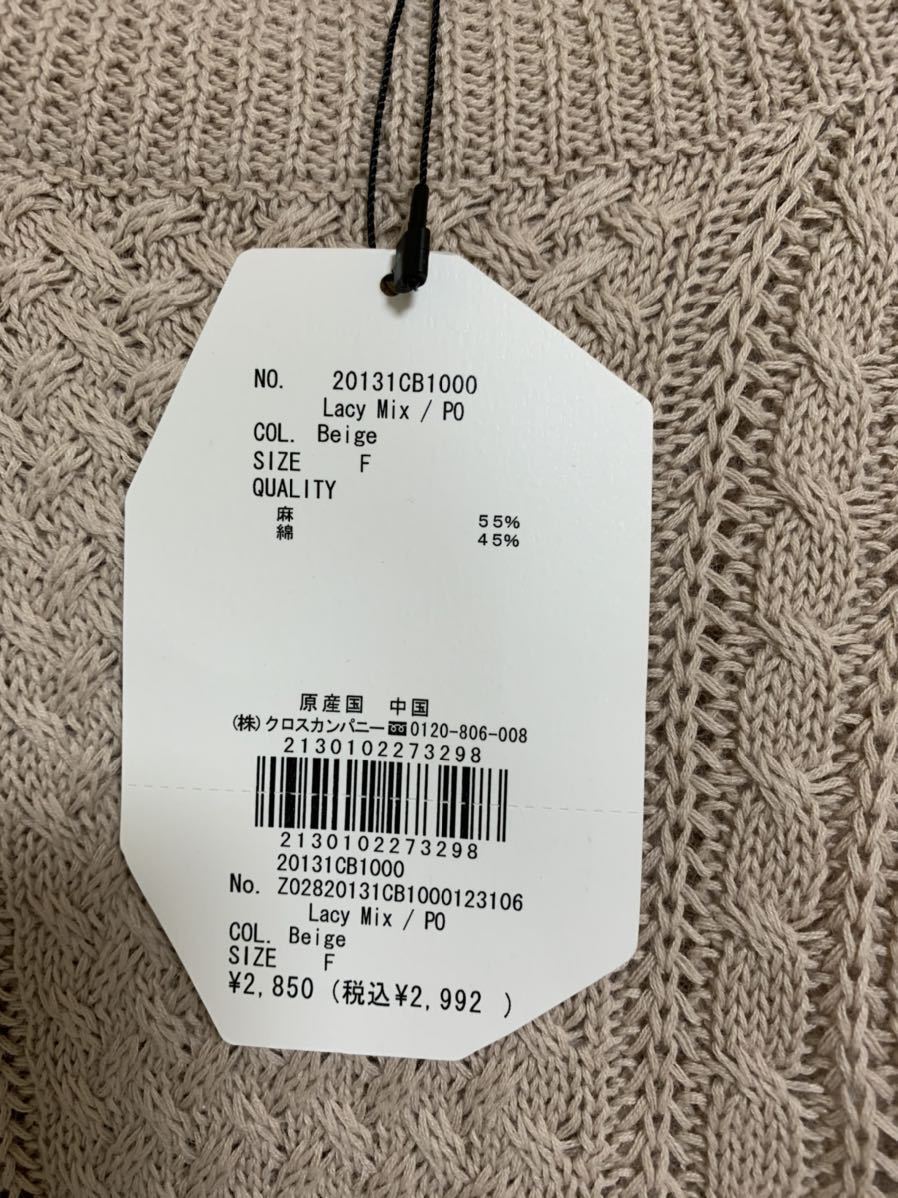 NO. 20131CB1000
Lacy Mix / PO
COL. Beige
SIZE F
QUALITY
麻 55%
綿 45%
原産国 中国
(株)クロスカンパニー 0120-806-008
2130102273298
2130102273298
20131CB1000
No. Z02820131CB1000123106
Lacy Mix / PO
COL. Beige
SIZE F
¥2,850 (税込¥2,992 )